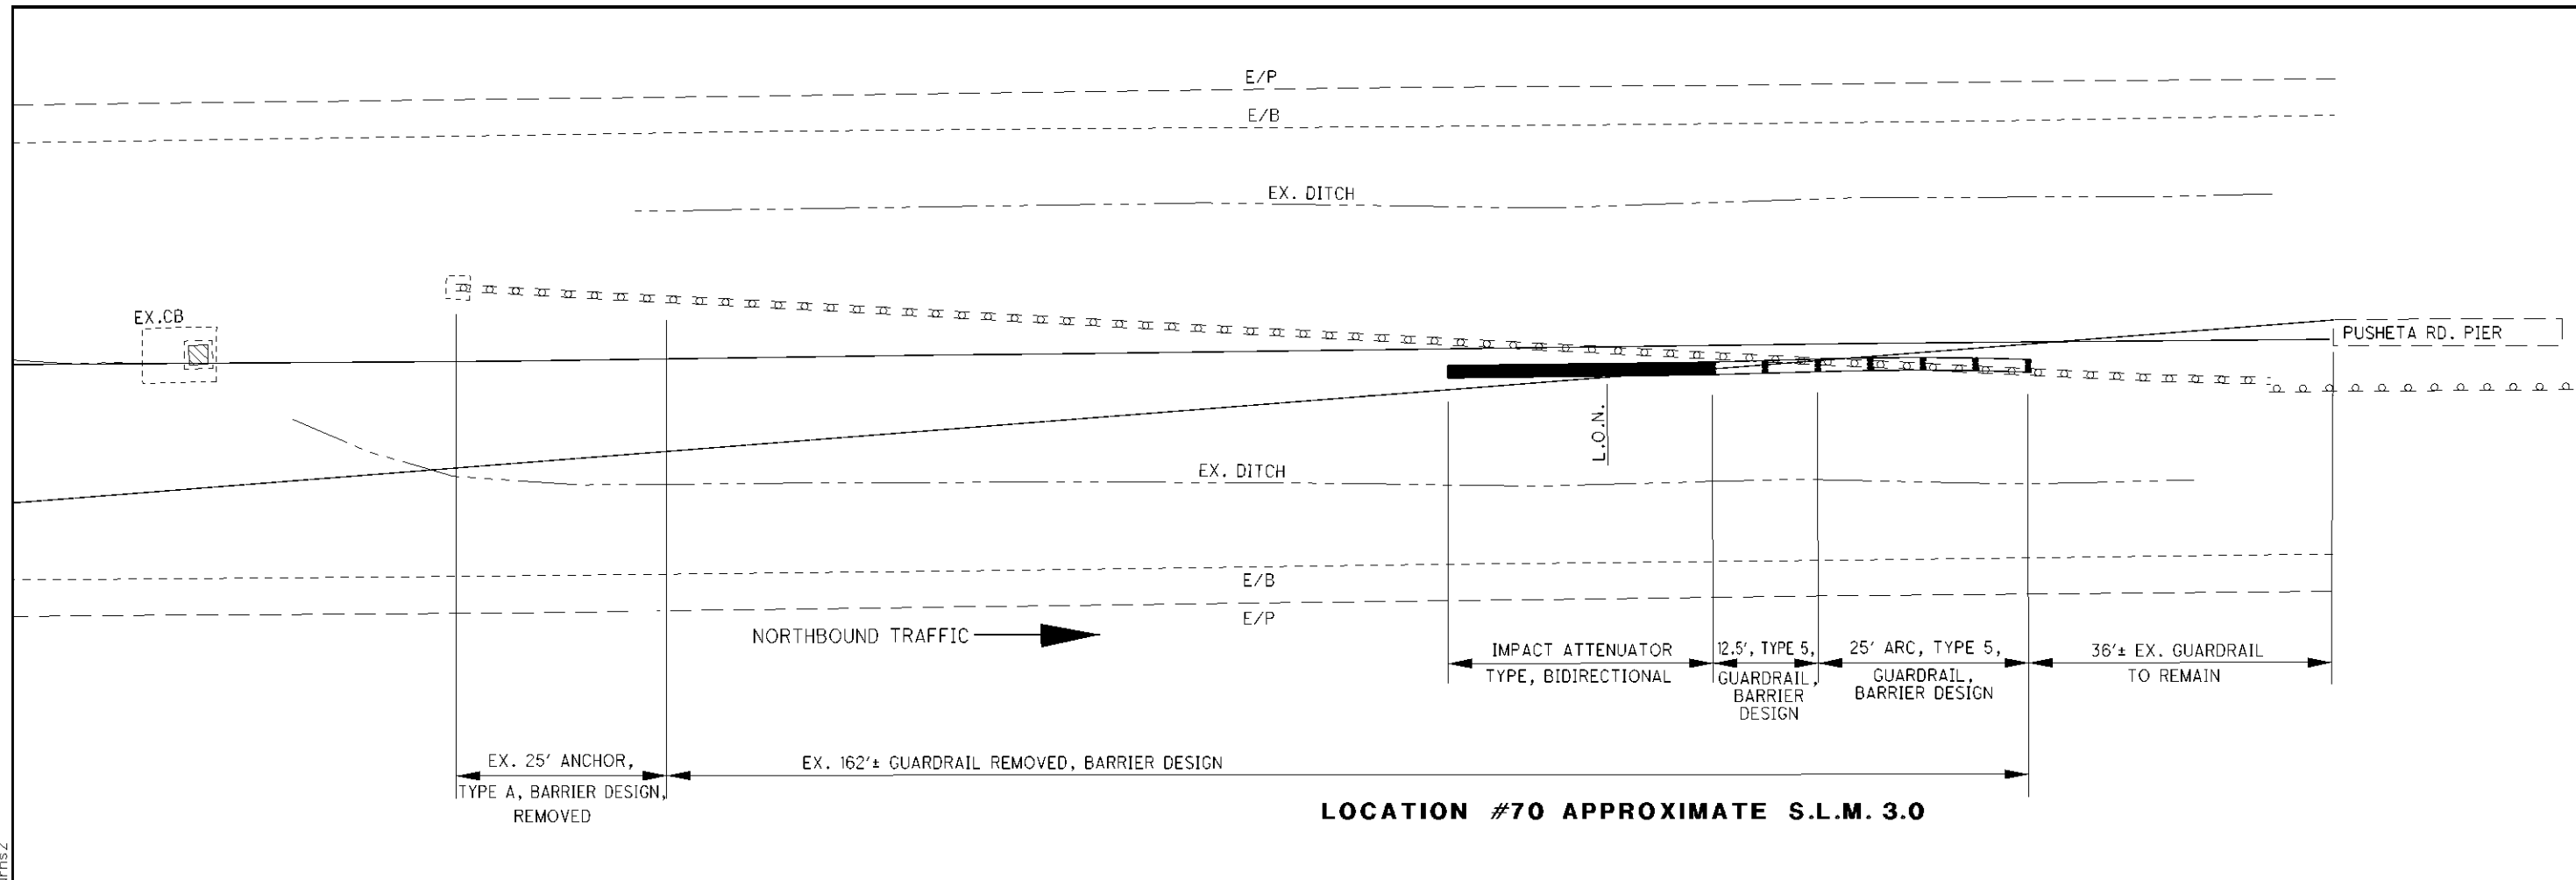 E/P
E/B
EX. DITCH
EX.CB
PUSHETA RD. PIER
L.O.N.
EX. DITCH
E/B
E/P
NORTHBOUND TRAFFIC
IMPACT ATTENUATOR
TYPE, BIDIRECTIONAL
12.5', TYPE 5,
GUARDRAIL,
BARRIER
DESIGN
25' ARC, TYPE 5,
GUARDRAIL,
BARRIER DESIGN
36'± EX. GUARDRAIL
TO REMAIN
EX. 25' ANCHOR,
TYPE A, BARRIER DESIGN,
REMOVED
EX. 162'± GUARDRAIL REMOVED, BARRIER DESIGN
LOCATION #70 APPROXIMATE S.L.M. 3.0